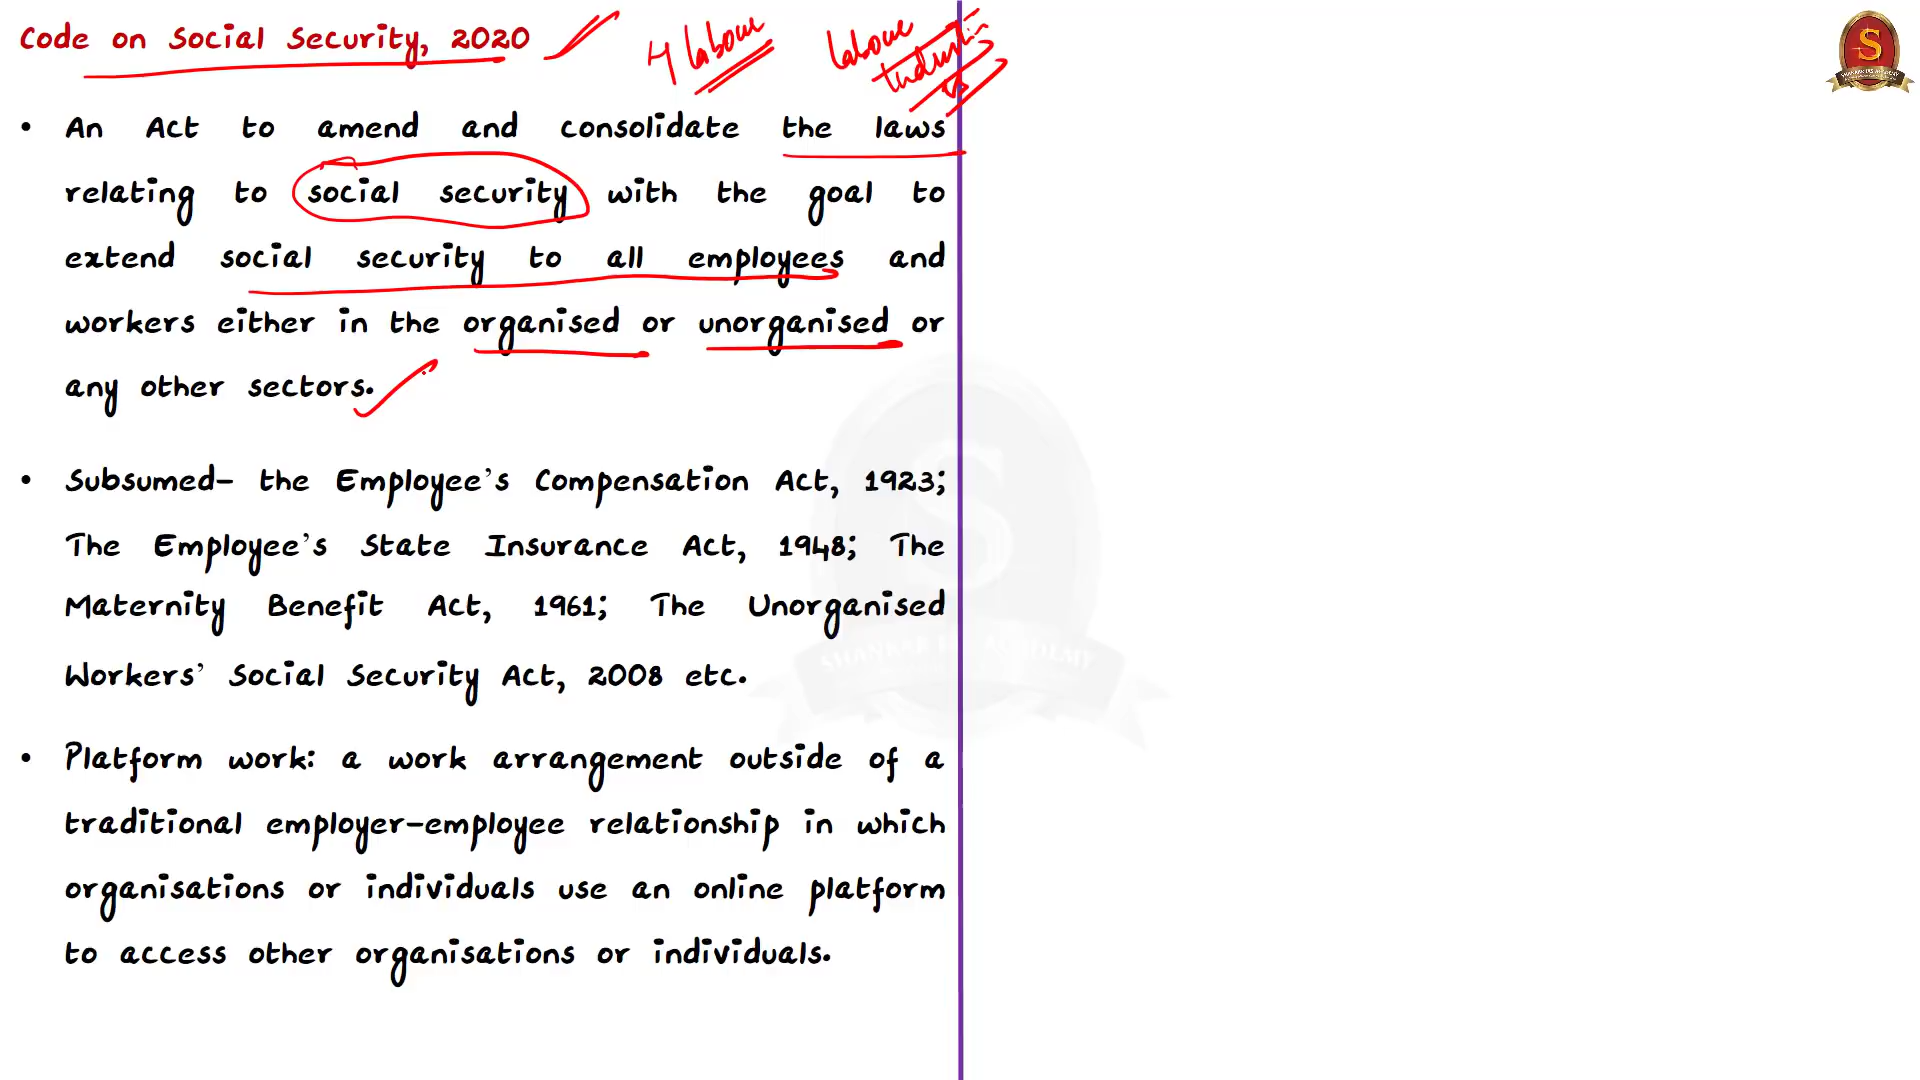 Code on Social Security, 2020
4 labour
labour
• An Act to amend and consolidate the laws
relating to social security with the goal to
extend social security to all employees and
workers either in the organised or unorganised or
any other sectors.
• Subsumed- the Employee's Compensation Act, 1923;
The Employee's State Insurance Act, 1948; The
Maternity Benefit Act, 1961; The Unorganised
Workers' Social Security Act, 2008 etc.
• Platform work: a work arrangement outside of a
traditional employer-employee relationship in which
organisations or individuals use an online platform
to access other organisations or individuals.
S
SHANKAR IAS ACADEMY